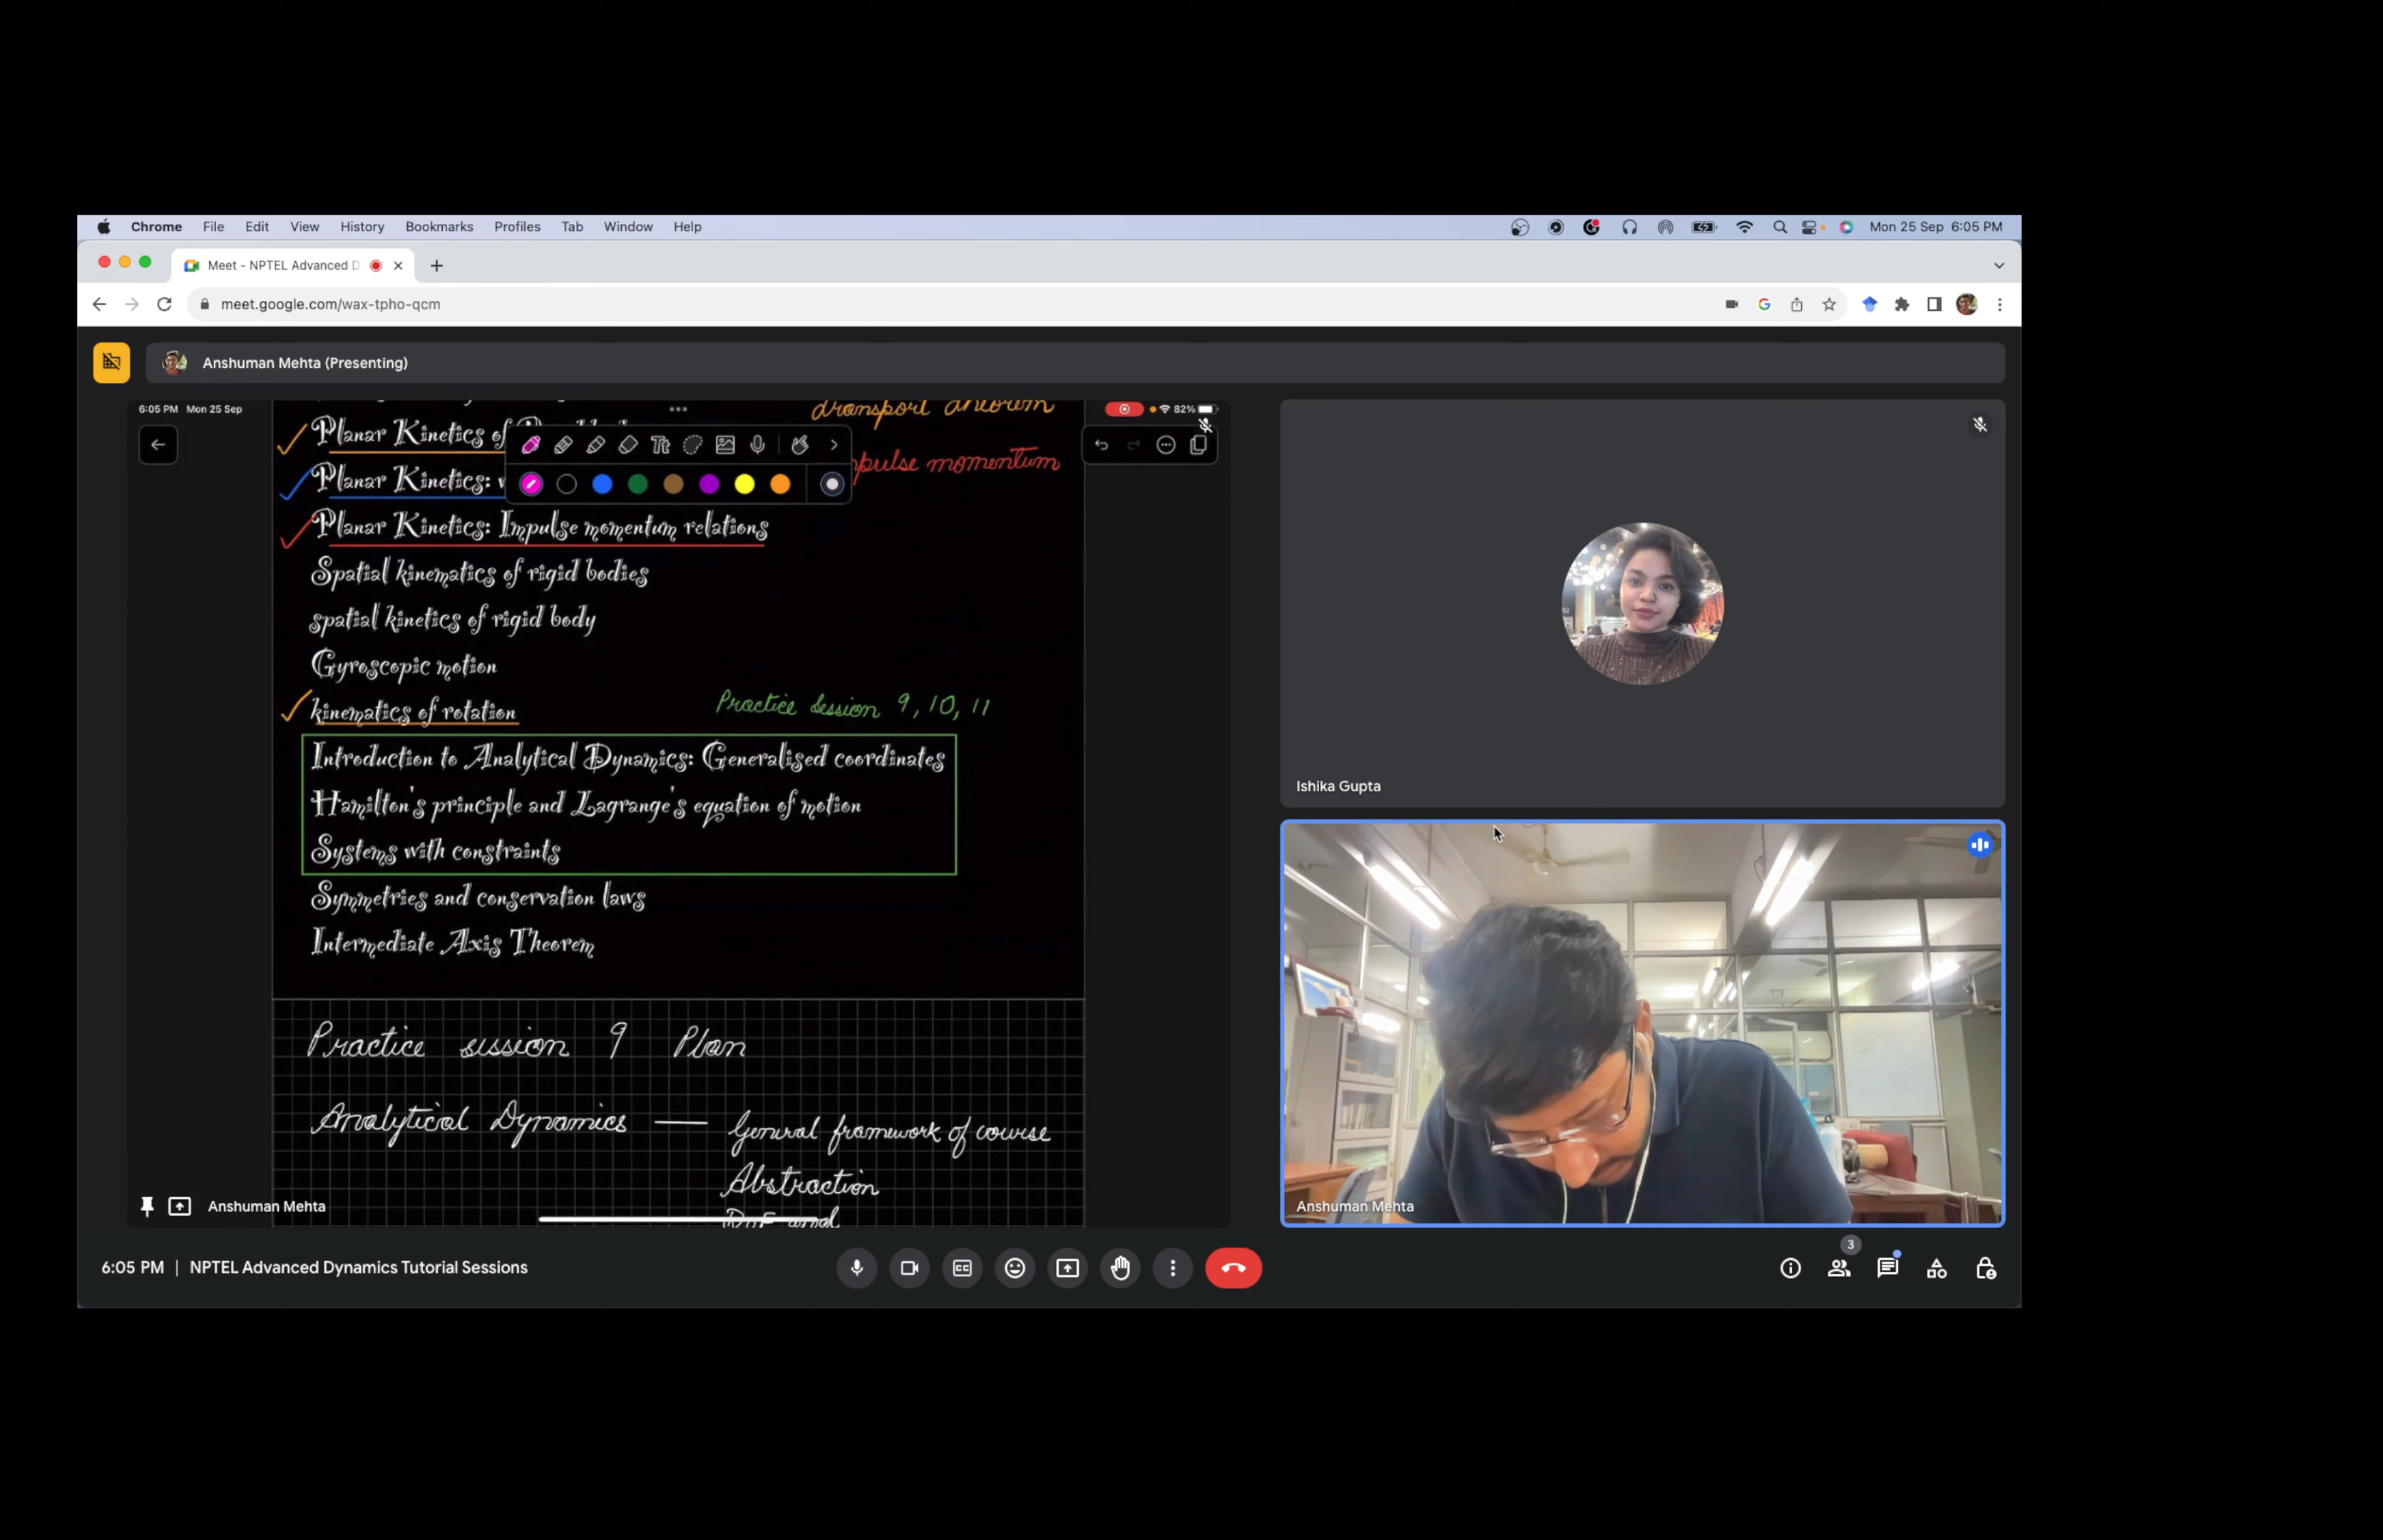 Chrome File Edit View History Bookmarks Profiles Tab Window Help
Mon 25 Sep 6:05 PM
Meet - NPTEL Advanced D
meet.google.com/wax-tpho-qcm
Anshuman Mehta (Presenting)
6:05 PM Mon 25 Sep
82%
transport theorem
Planar Kinetics of
pulse momentum
Planar Kinetics:
Planar Kinetics: Impulse momentum relations
Spatial kinematics of rigid bodies
spatial kinetics of rigid body
Gyroscopic motion
Practice Session 9, 10, 11
kinematics of rotation
Introduction to Analytical Dynamics: Generalised coordinates
Hamilton's principle and Lagrange's equation of motion
Systems with constraints
Symmetries and conservation laws
Intermediate Axis Theorem
Practice session 9 Plan
Analytical Dynamics — General framework of course
Abstraction
DoF and
Anshuman Mehta
Ishika Gupta
Anshuman Mehta
6:05 PM | NPTEL Advanced Dynamics Tutorial Sessions
CC
3